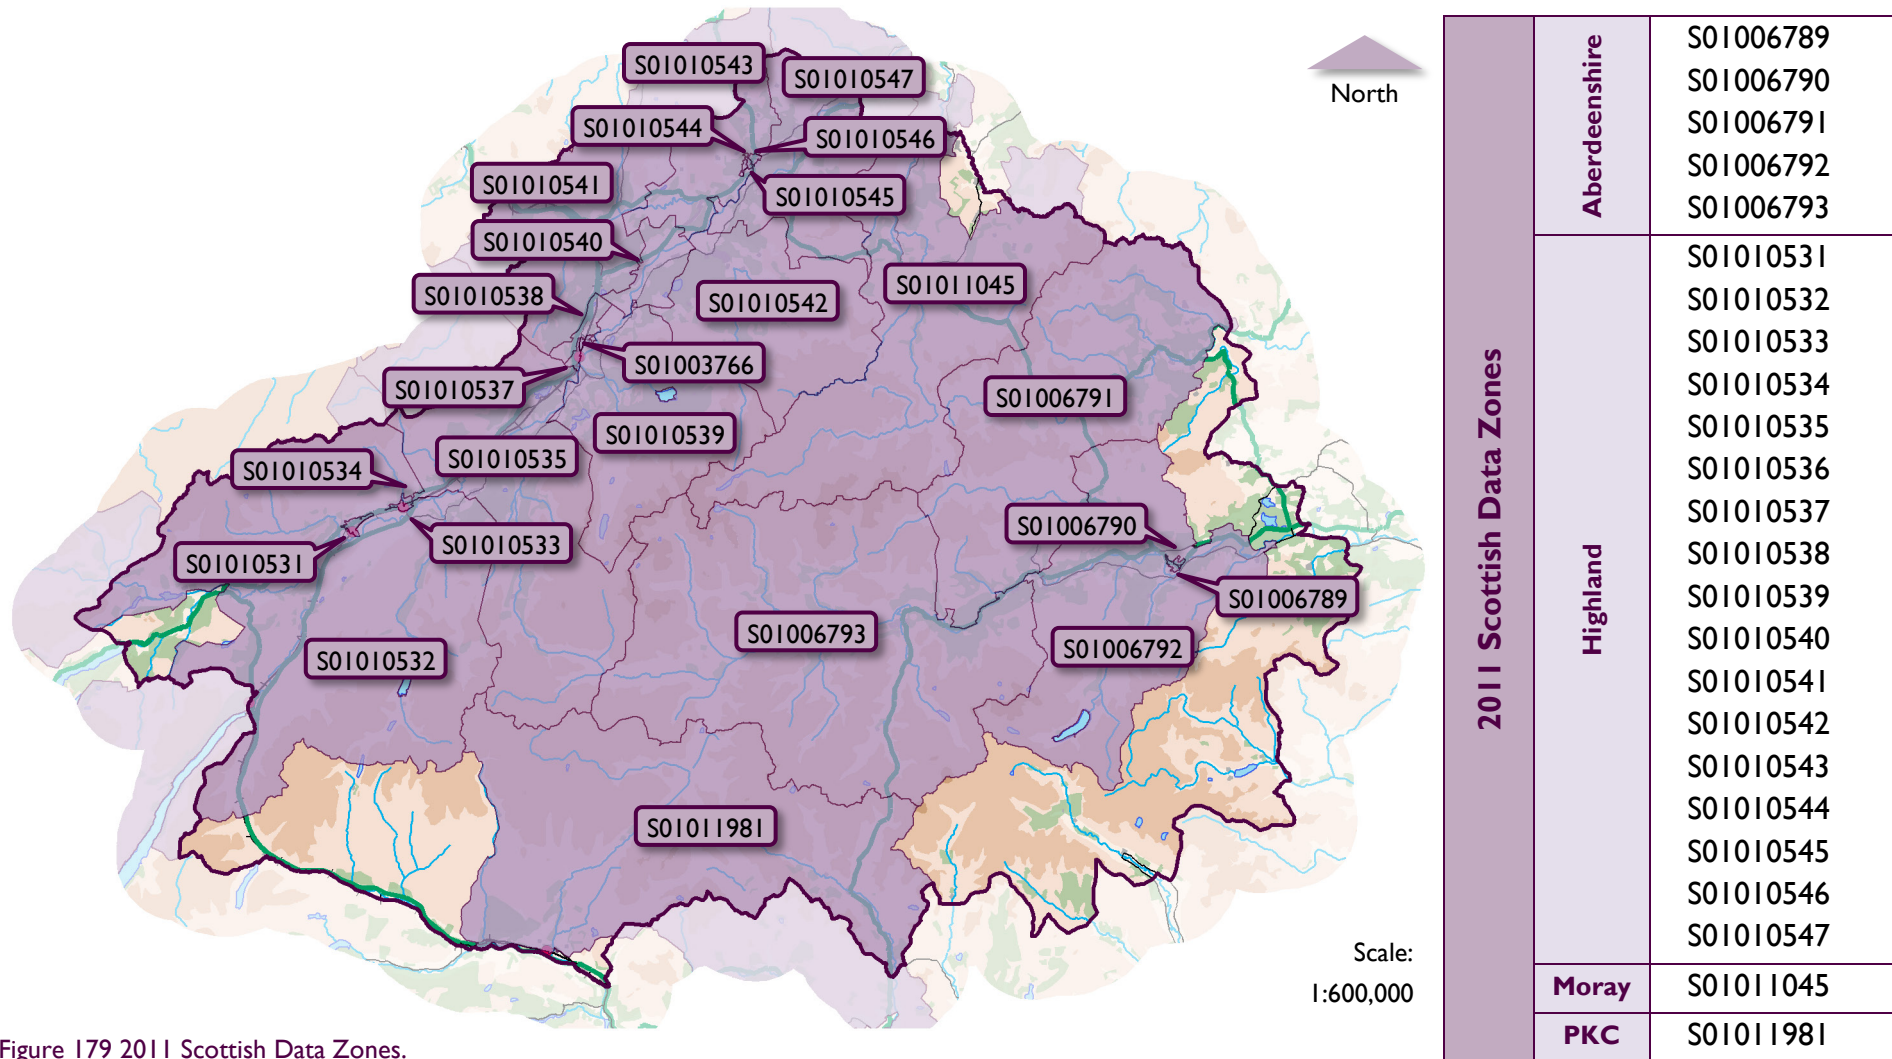 S01010543
S01010547
S01010544
S01010546
S01010541
S01010545
S01010540
S01010538
S01010542
S01011045
S01003766
S01010537
S01006791
S01010539
S01010535
S01010534
S01006790
S01010533
S01010531
S01006789
S01006793
S01006792
S01010532
S01011981
North
Scale:
1:600,000
Figure 179 2011 Scottish Data Zones.
2011 Scottish Data Zones
Aberdeenshire
S01006789
S01006790
S01006791
S01006792
S01006793
Highland
S01010531
S01010532
S01010533
S01010534
S01010535
S01010536
S01010537
S01010538
S01010539
S01010540
S01010541
S01010542
S01010543
S01010544
S01010545
S01010546
S01010547
Moray
S01011045
PKC
S01011981